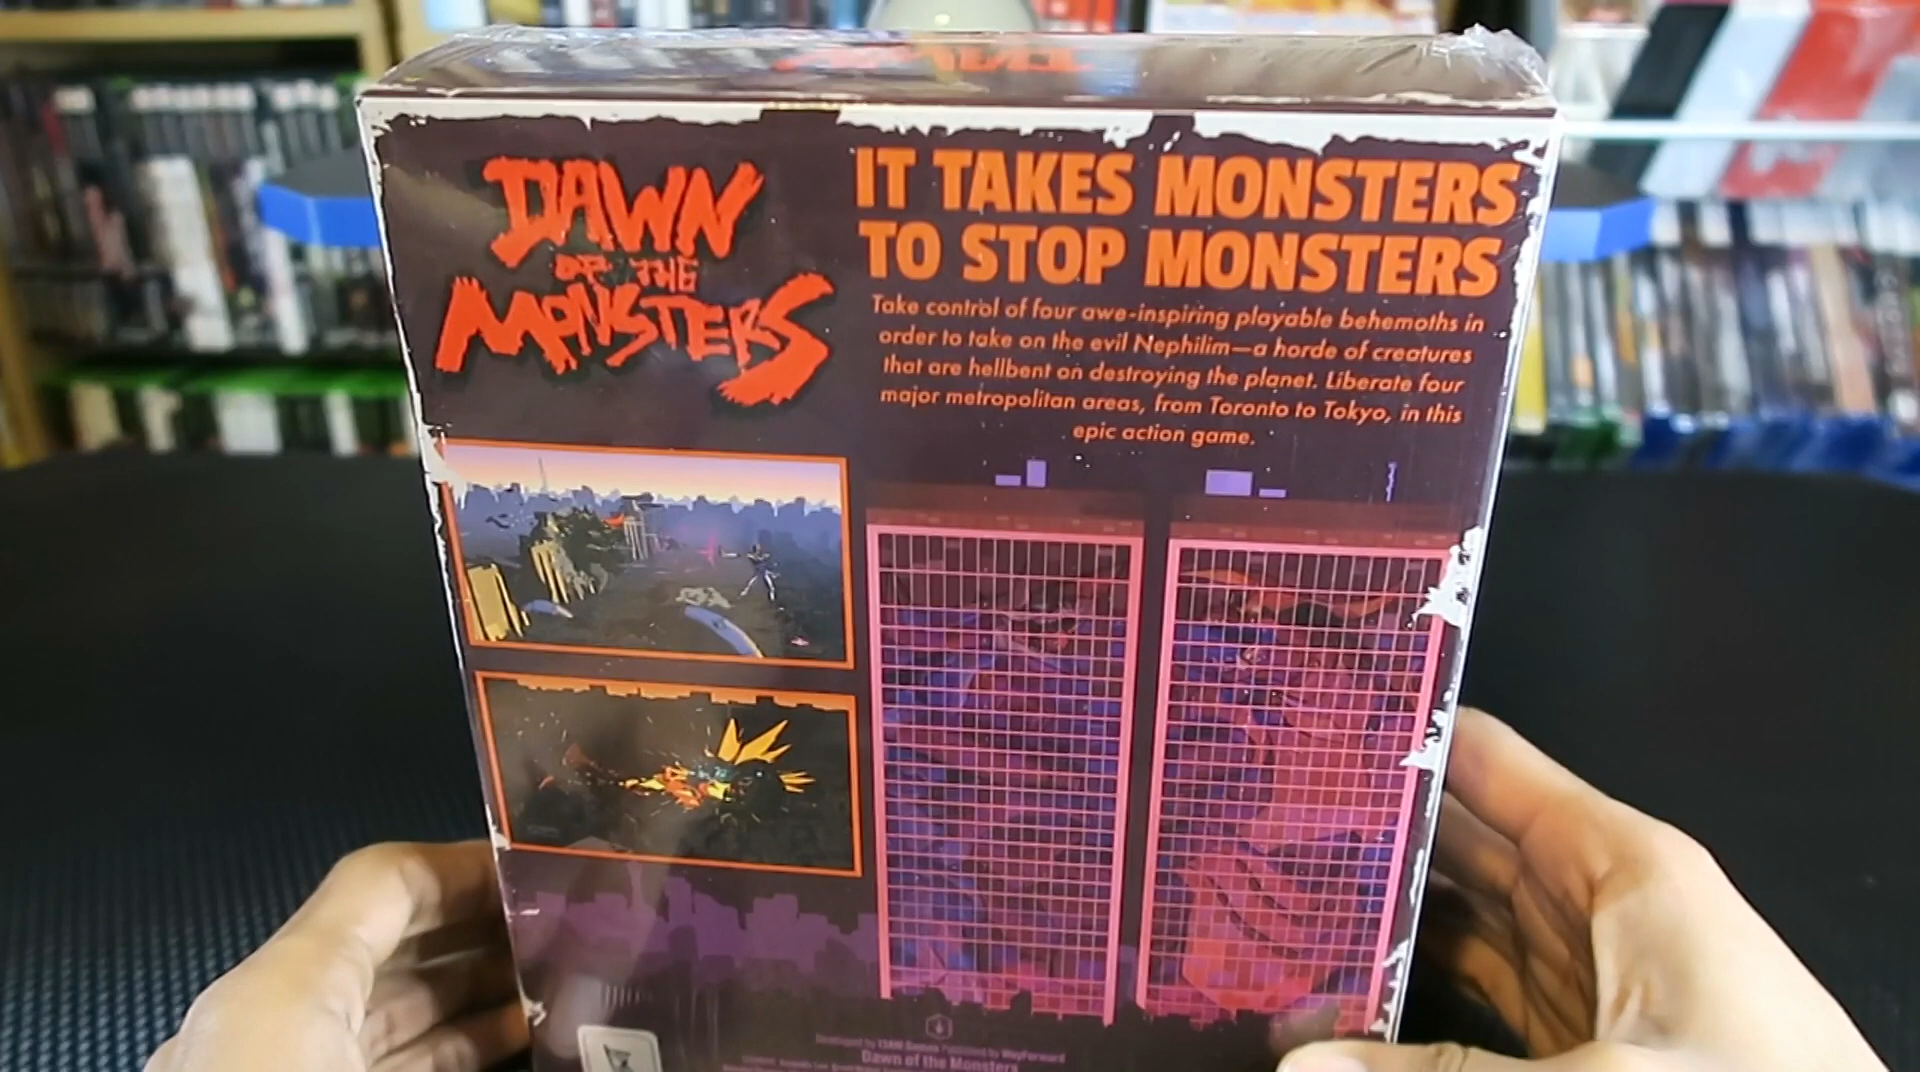 DAWN
OF THE
MONSTERS
IT TAKES MONSTERS
TO STOP MONSTERS
Take control of four awe-inspiring playable behemoths in
order to take on the evil Nephilim—a horde of creatures
that are hellbent on destroying the planet. Liberate four
major metropolitan areas, from Toronto to Tokyo, in this
epic action game.
Developed by 13AM Games Published by WayForward
Dawn of the Monsters